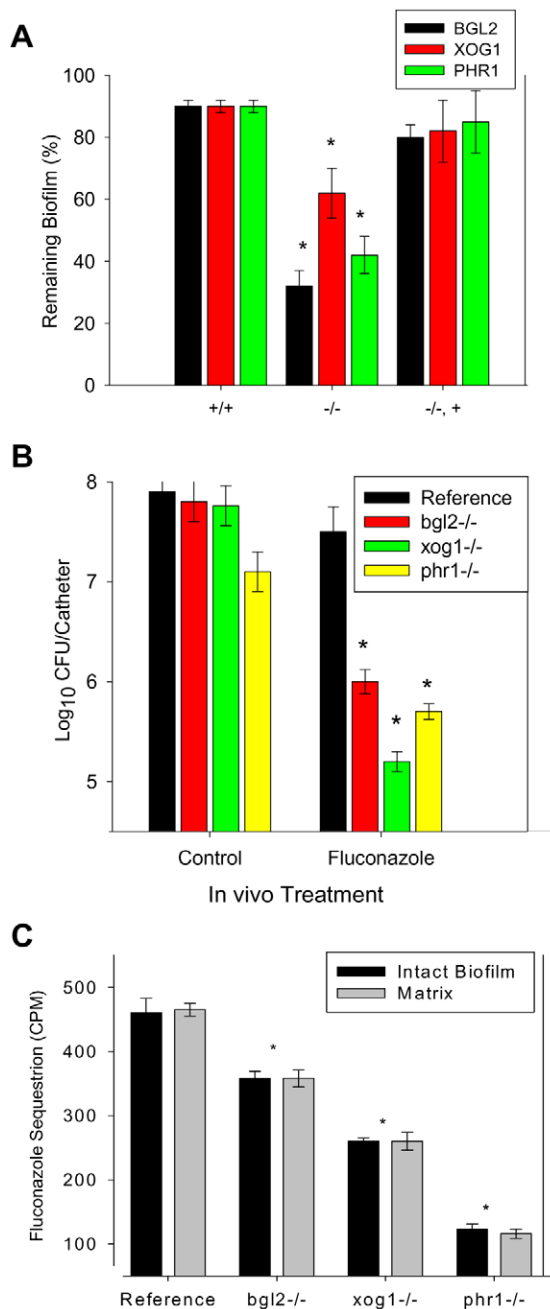 A
BGL2
XOG1
PHR1
Remaining Biofilm (%)
100
80
60
40
20
0
*
*
*
+/+
-/-
-/-, +
B
Reference
bgl2-/-
xog1-/-
phr1-/-
Log10 CFU/Catheter
8
7
6
5
*
*
*
Control
Fluconazole
In vivo Treatment
C
Intact Biofilm
Matrix
Fluconazole Sequestrion (CPM)
500
400
300
200
100
*
*
*
Reference
bgl2-/-
xog1-/-
phr1-/-